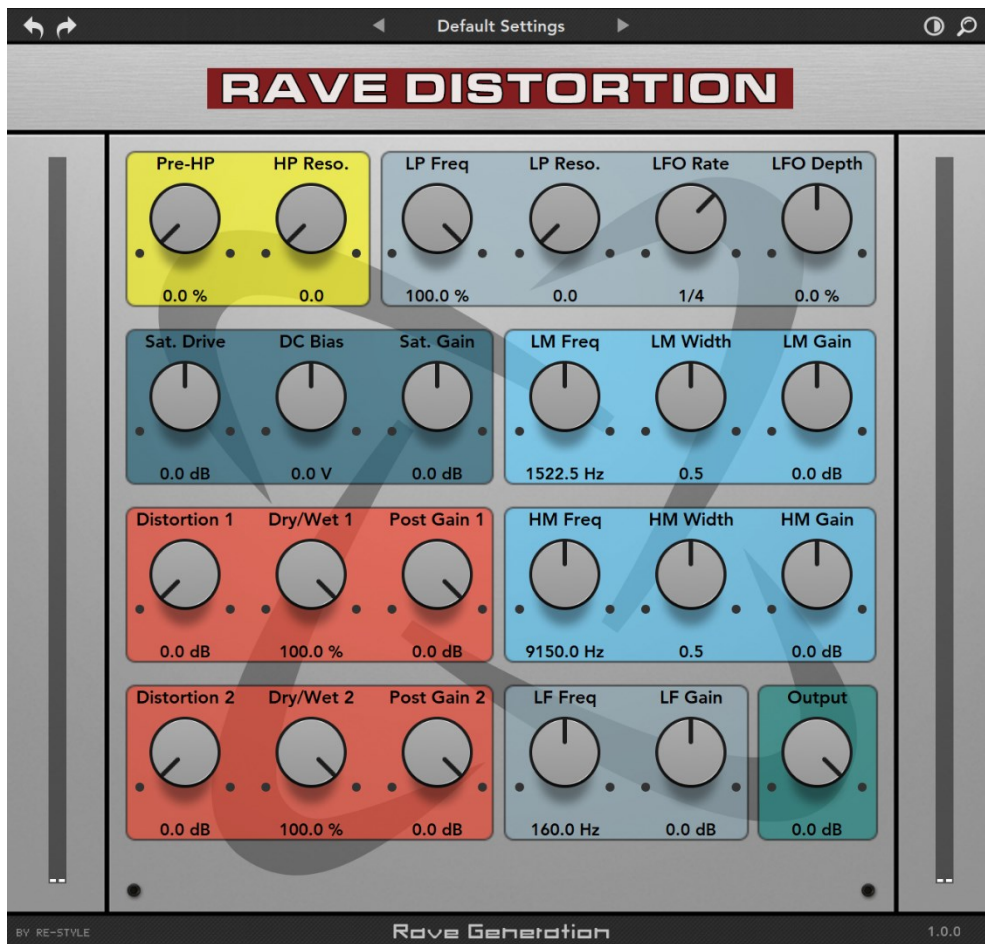 Default Settings
RAVE DISTORTION
Pre-HP HP Reso. LP Freq LP Reso. LFO Rate LFO Depth
0.0 % 0.0 100.0 % 0.0 1/4 0.0 %
Sat. Drive DC Bias Sat. Gain LM Freq LM Width LM Gain
0.0 dB 0.0 V 0.0 dB 1522.5 Hz 0.5 0.0 dB
Distortion 1 Dry/Wet 1 Post Gain 1 HM Freq HM Width HM Gain
0.0 dB 100.0 % 0.0 dB 9150.0 Hz 0.5 0.0 dB
Distortion 2 Dry/Wet 2 Post Gain 2 LF Freq LF Gain Output
0.0 dB 100.0 % 0.0 dB 160.0 Hz 0.0 dB 0.0 dB
BY RE-STYLE Rave Generation 1.0.0